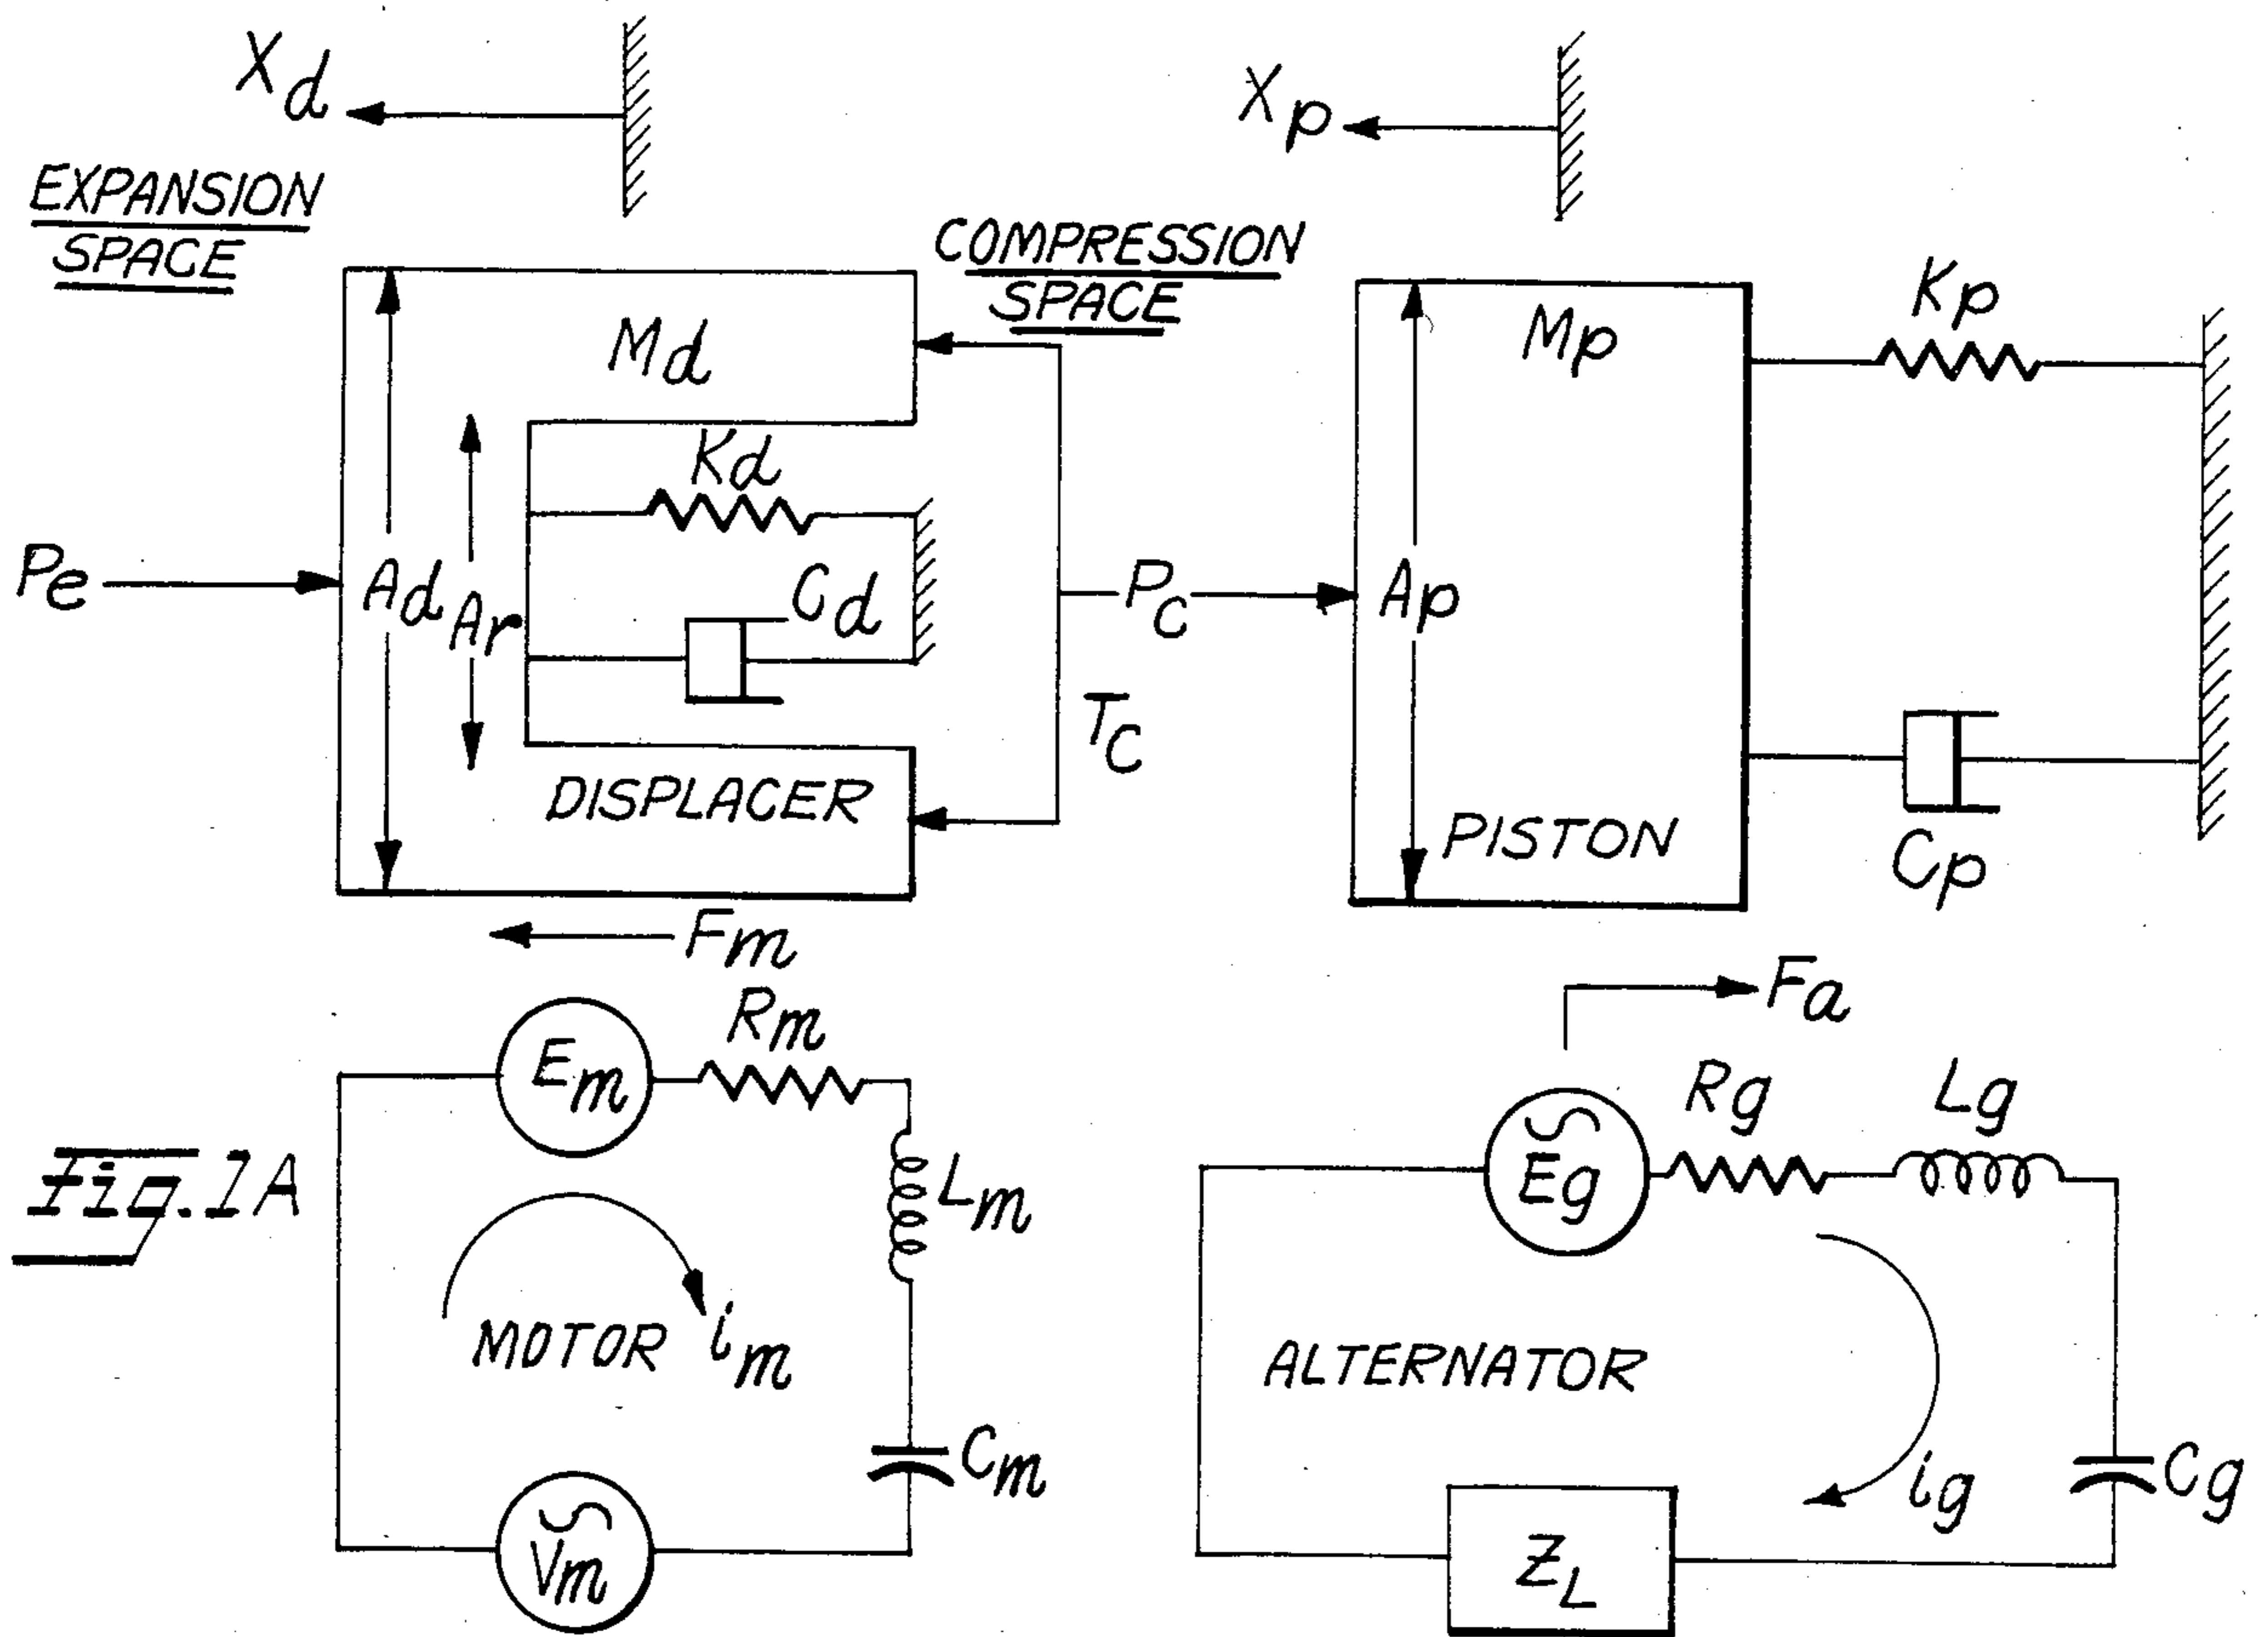 Xd
Xp
EXPANSION
SPACE
COMPRESSION
SPACE
Md
Mp
Kp
Kd
Pe
Ad
Ar
Cd
Pc
Ap
Tc
DISPLACER
PISTON
Cp
Fm
Fa
Em
Rm
Eg
Rg
Lg
Fig. 1A
Lm
MOTOR
im
ALTERNATOR
Cm
ig
Cg
Vm
ZL